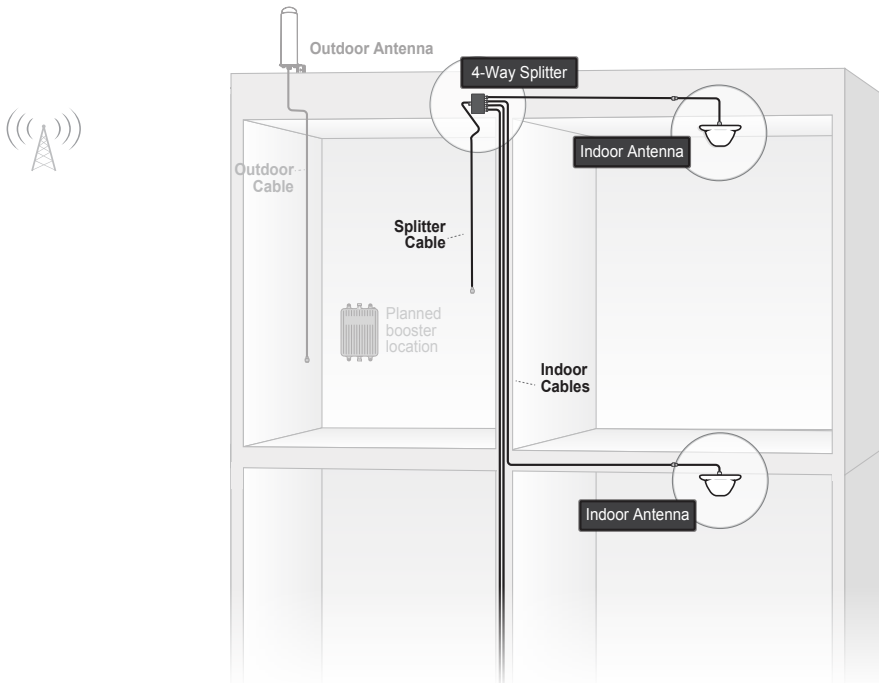 Outdoor Antenna
4-Way Splitter
Indoor Antenna
Outdoor
Cable
Splitter
Cable
Planned
booster
location
Indoor
Cables
Indoor Antenna